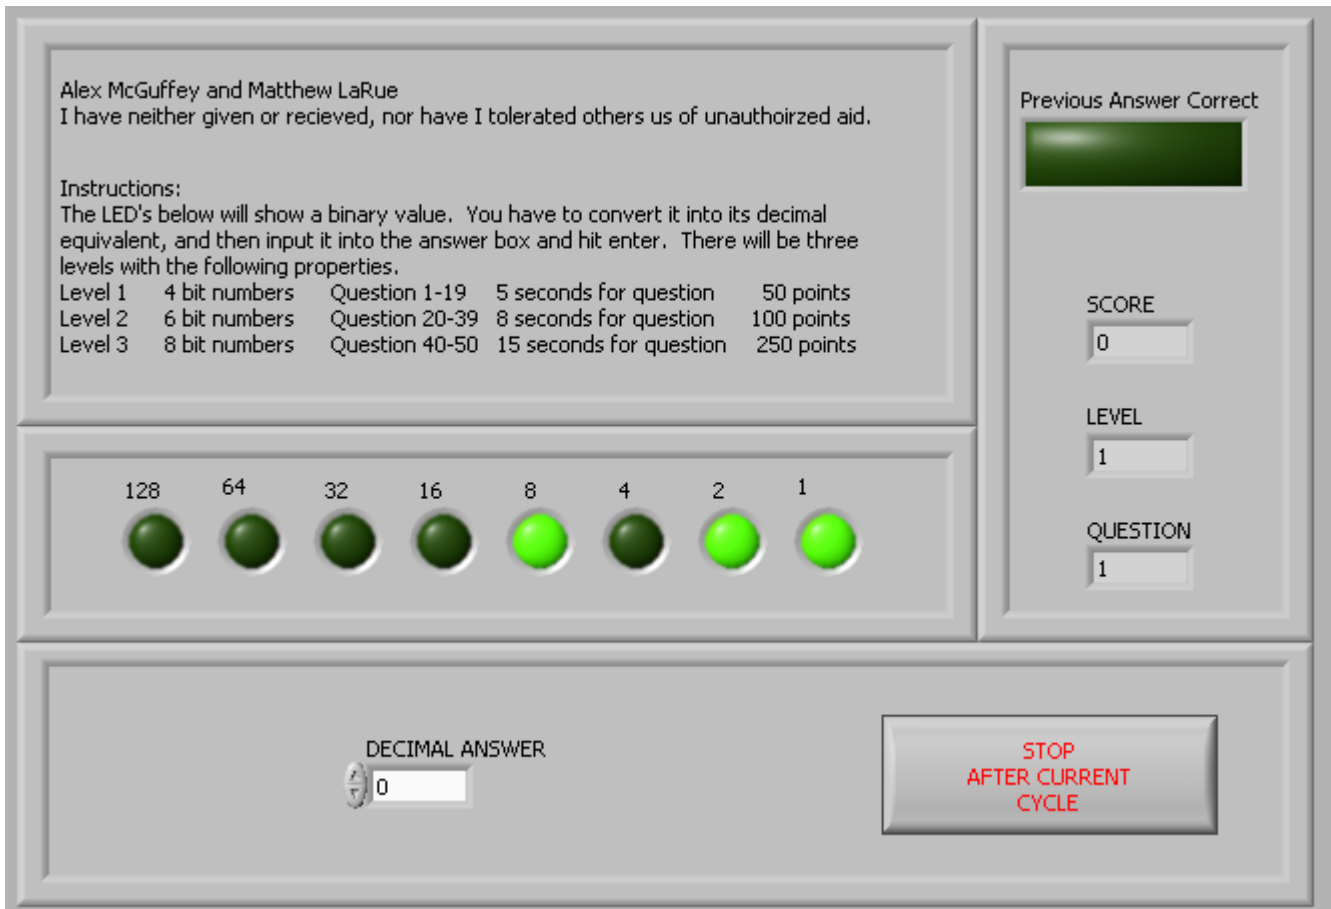 Alex McGuffey and Matthew LaRue
I have neither given or recieved, nor have I tolerated others us of unauthoirzed aid.
Instructions:
The LED's below will show a binary value.  You have to convert it into its decimal
equivalent, and then input it into the answer box and hit enter.  There will be three
levels with the following properties.
Level 1 4 bit numbers Question 1-19 5 seconds for question 50 points
Level 2 6 bit numbers Question 20-39 8 seconds for question 100 points
Level 3 8 bit numbers Question 40-50 15 seconds for question 250 points
Previous Answer Correct
SCORE
0
LEVEL
1
QUESTION
1
128 64 32 16 8 4 2 1
DECIMAL ANSWER
0
STOP
AFTER CURRENT
CYCLE